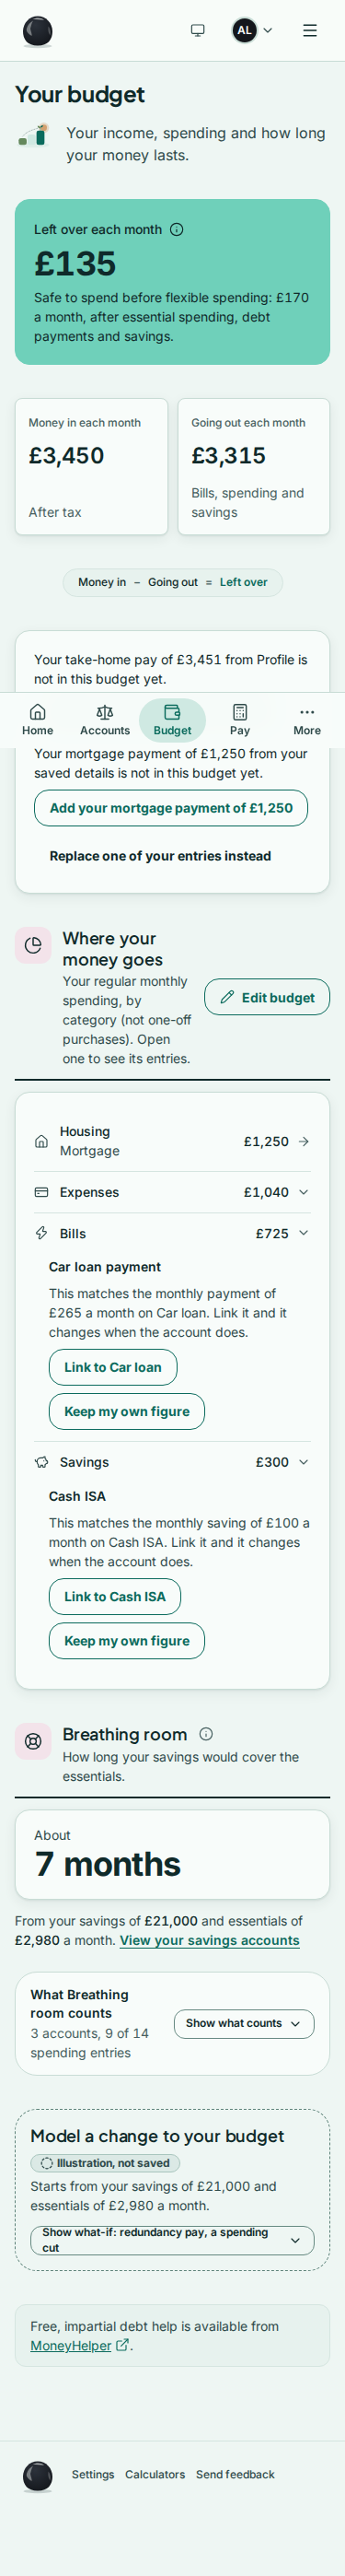 AL
Your budget
Your income, spending and how long
your money lasts.
Left over each month
£135
Safe to spend before flexible spending: £170
a month, after essential spending, debt
payments and savings.
Money in each month
£3,450
After tax
Going out each month
£3,315
Bills, spending and
savings
Money in − Going out = Left over
Your take-home pay of £3,451 from Profile is
not in this budget yet.
Home
Accounts
Budget
Pay
More
Your mortgage payment of £1,250 from your
saved details is not in this budget yet.
Add your mortgage payment of £1,250
Replace one of your entries instead
Where your
money goes
Your regular monthly
spending, by
category (not one-off
purchases). Open
one to see its entries.
Edit budget
Housing
Mortgage
£1,250
Expenses
£1,040
Bills
£725
Car loan payment
This matches the monthly payment of
£265 a month on Car loan. Link it and it
changes when the account does.
Link to Car loan
Keep my own figure
Savings
£300
Cash ISA
This matches the monthly saving of £100 a
month on Cash ISA. Link it and it changes
when the account does.
Link to Cash ISA
Keep my own figure
Breathing room
How long your savings would cover the
essentials.
About
7 months
From your savings of £21,000 and essentials of
£2,980 a month. View your savings accounts
What Breathing
room counts
3 accounts, 9 of 14
spending entries
Show what counts
Model a change to your budget
Illustration, not saved
Starts from your savings of £21,000 and
essentials of £2,980 a month.
Show what-if: redundancy pay, a spending
cut
Free, impartial debt help is available from
MoneyHelper.
Settings
Calculators
Send feedback